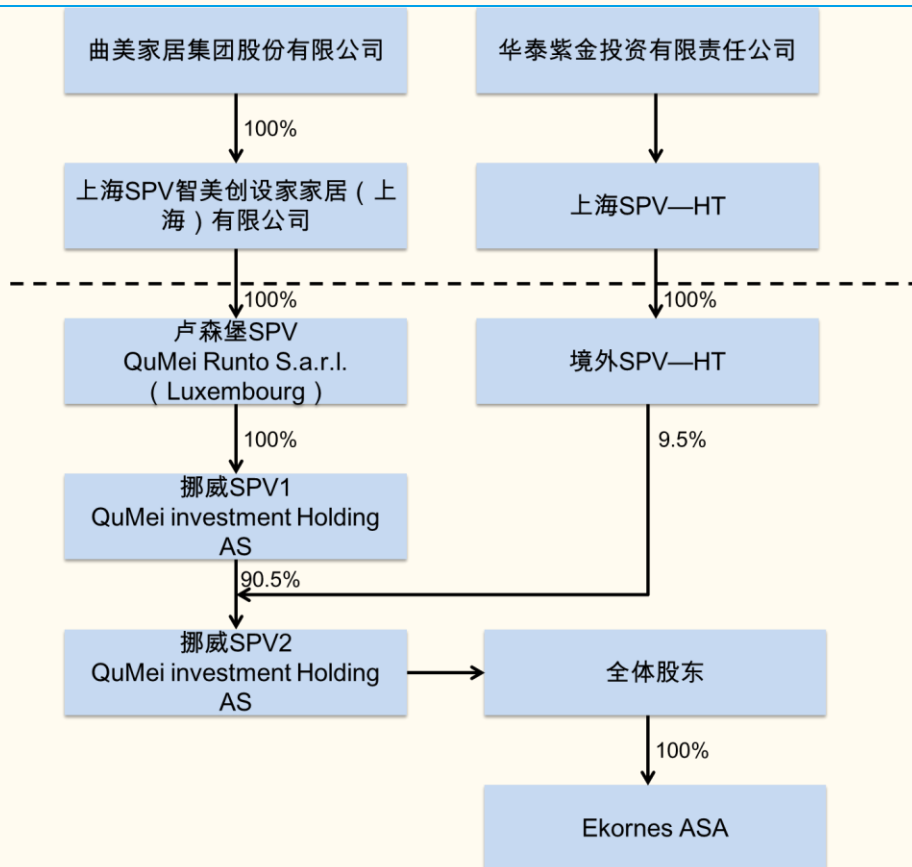 曲美家居集团股份有限公司
华泰紫金投资有限责任公司
100%
上海SPV智美创设家家居（上
海）有限公司
上海SPV—HT
100%
100%
卢森堡SPV
QuMei Runto S.a.r.l.
（Luxembourg）
境外SPV—HT
100%
9.5%
挪威SPV1
QuMei investment Holding
AS
90.5%
挪威SPV2
QuMei investment Holding
AS
全体股东
100%
Ekornes ASA